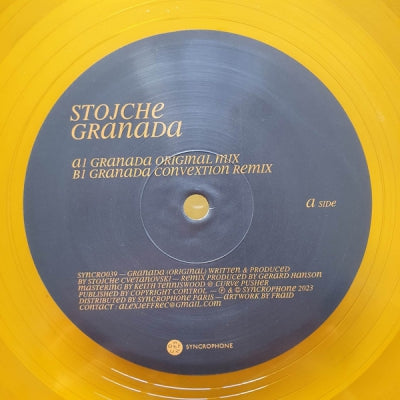 STOJCHE
GRANADA
A1 GRANADA ORIGINAL MIX
B1 GRANADA CONVEXTION REMIX
a SIDE
SYNCRO039 — GRANADA (ORIGINAL) WRITTEN & PRODUCED
BY STOJCHE CVETANOVSKI — REMIX PRODUCED BY GERARD HANSON
MASTERING BY KEITH TENNISWOOD @ CURVE PUSHER
PUBLISHED BY COPYRIGHT CONTROL — ℗ & © SYNCROPHONE 2023
DISTRIBUTED BY SYNCROPHONE PARIS — ARTWORK BY FRAID
CONTACT : ALEXJEFFREC@GMAIL.COM
SYNCROPHONE